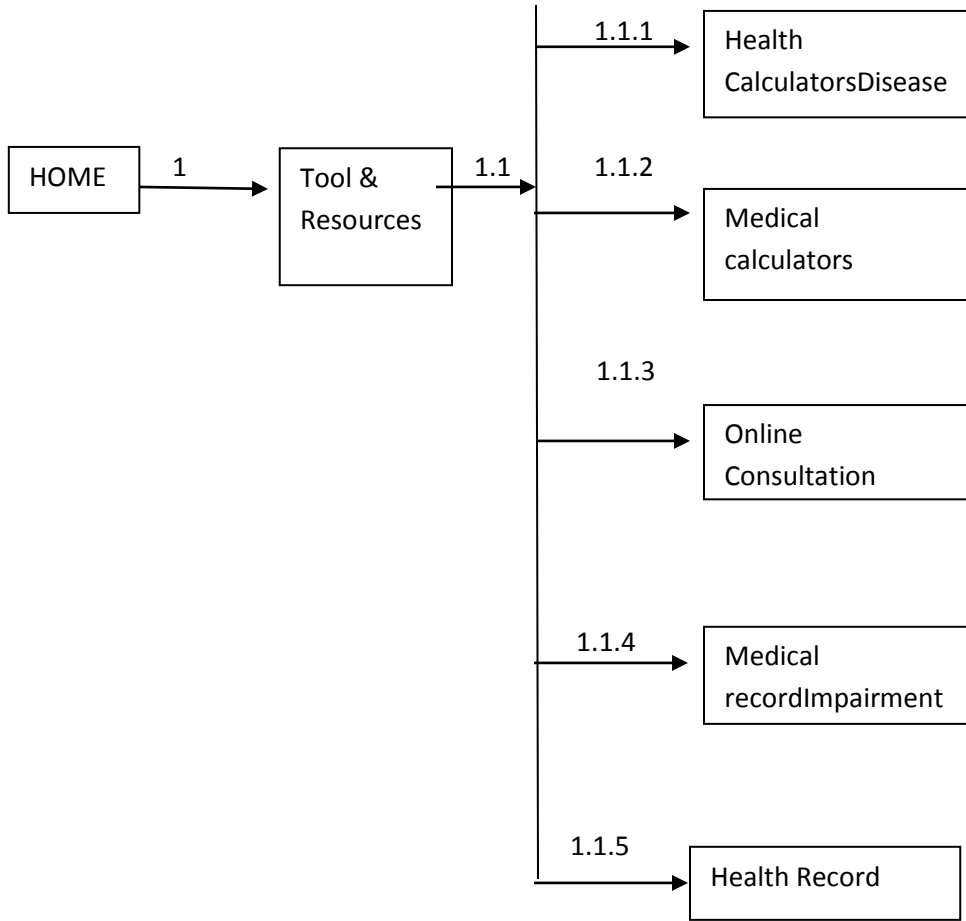 1.1.1
Health
CalculatorsDisease
HOME
1
Tool &
Resources
1.1
1.1.2
Medical
calculators
1.1.3
Online
Consultation
1.1.4
Medical
recordImpairment
1.1.5
Health Record